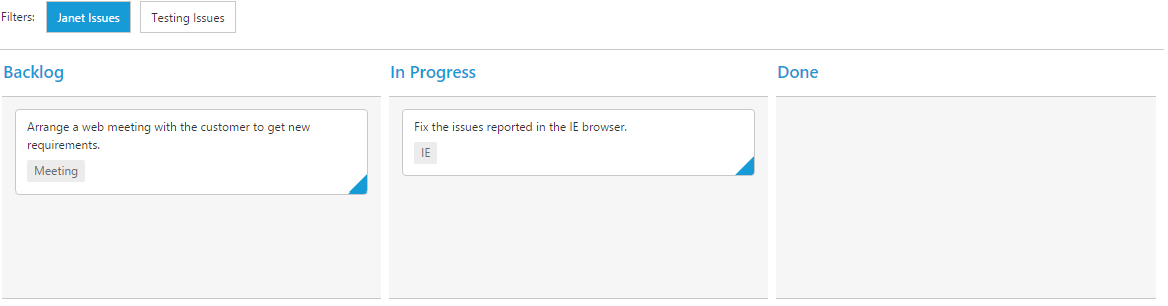 Filters: Janet Issues Testing Issues
Backlog In Progress Done
Arrange a web meeting with the customer to get new
requirements.
Meeting
Fix the issues reported in the IE browser.
IE